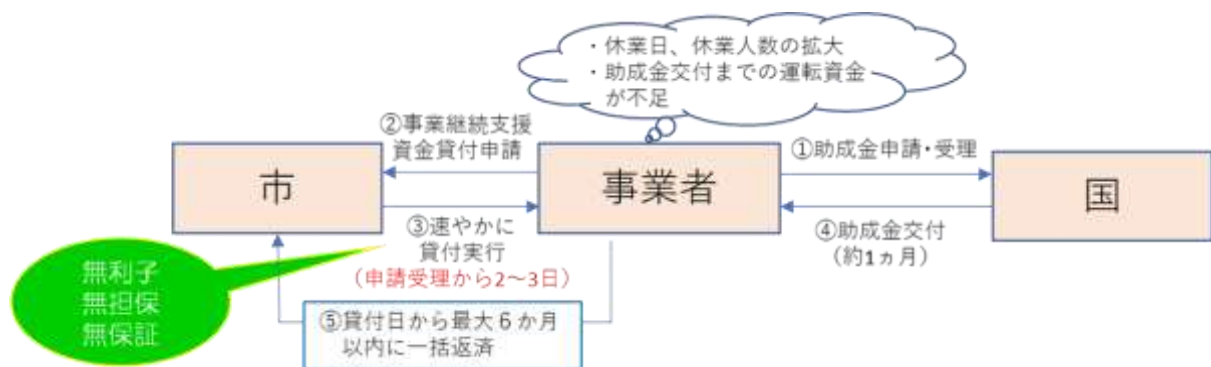 ・休業日、休業人数の拡大
・助成金交付までの運転資金
が不足
②事業継続支援
資金貸付申請
①助成金申請・受理
市
事業者
国
③速やかに
貸付実行
（申請受理から2～3日）
④助成金交付
（約1ヵ月）
無利子
無担保
無保証
⑤貸付日から最大６か月
以内に一括返済